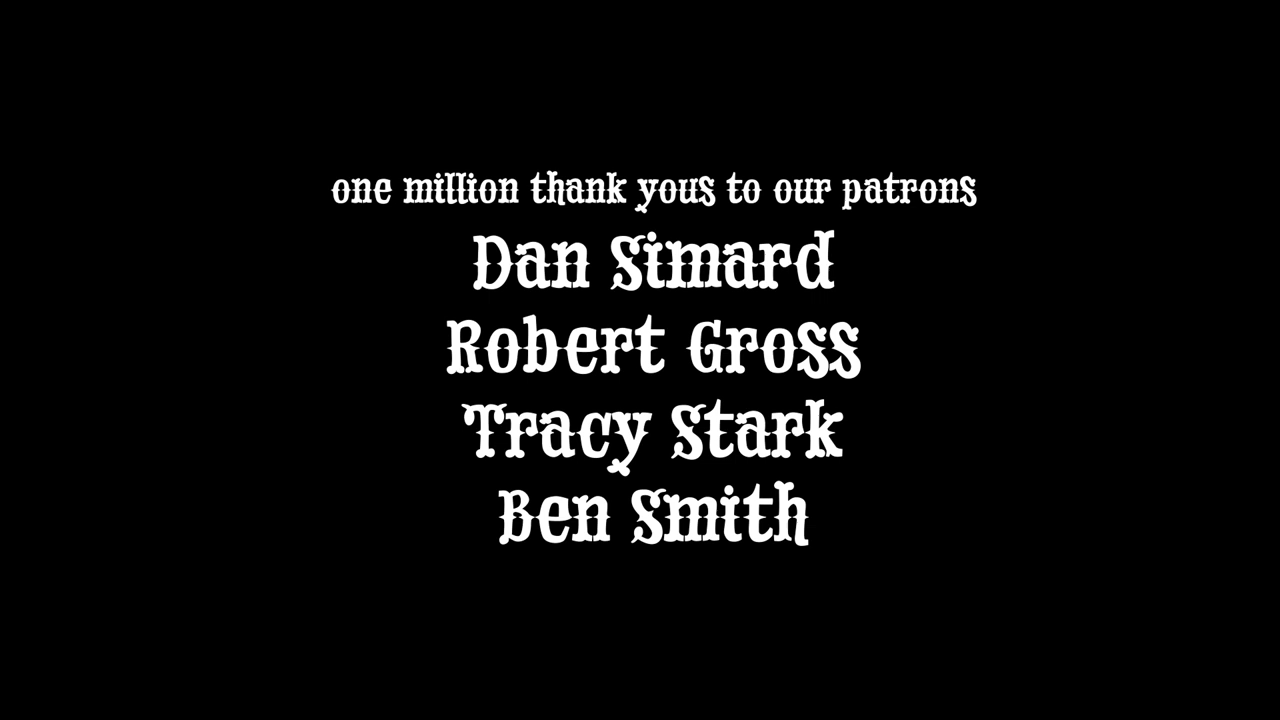 one million thank yous to our patrons
Dan Simard
Robert Gross
Tracy Stark
Ben Smith